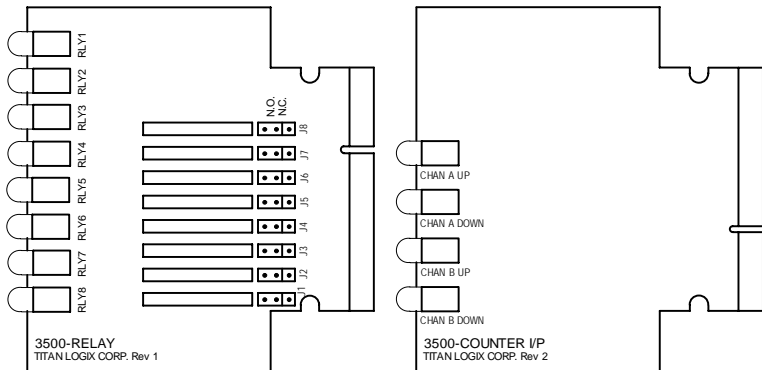 RLY1
RLY2
RLY3
RLY4
RLY5
RLY6
RLY7
RLY8
N.O.
N.C.
J8
J7
J6
J5
J4
J3
J2
J1
3500-RELAY
TITAN LOGIX CORP. Rev 1
CHAN A UP
CHAN A DOWN
CHAN B UP
CHAN B DOWN
3500-COUNTER I/P
TITAN LOGIX CORP. Rev 2